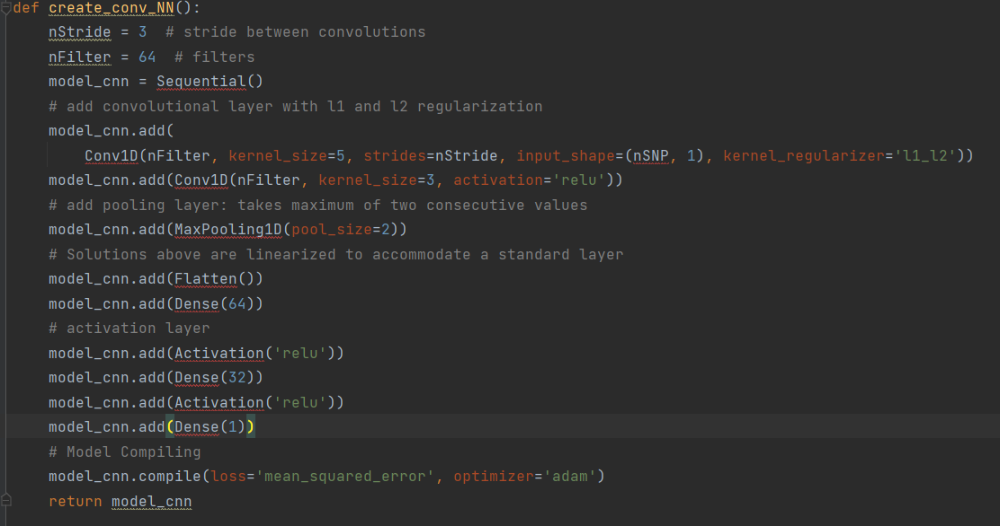 def create_conv_NN():
    nStride = 3  # stride between convolutions
    nFilter = 64  # filters
    model_cnn = Sequential()
    # add convolutional layer with l1 and l2 regularization
    model_cnn.add(
        Conv1D(nFilter, kernel_size=5, strides=nStride, input_shape=(nSNP, 1), kernel_regularizer='l1_l2'))
    model_cnn.add(Conv1D(nFilter, kernel_size=3, activation='relu'))
    # add pooling layer: takes maximum of two consecutive values
    model_cnn.add(MaxPooling1D(pool_size=2))
    # Solutions above are linearized to accommodate a standard layer
    model_cnn.add(Flatten())
    model_cnn.add(Dense(64))
    # activation layer
    model_cnn.add(Activation('relu'))
    model_cnn.add(Dense(32))
    model_cnn.add(Activation('relu'))
    model_cnn.add(Dense(1))
    # Model Compiling
    model_cnn.compile(loss='mean_squared_error', optimizer='adam')
    return model_cnn